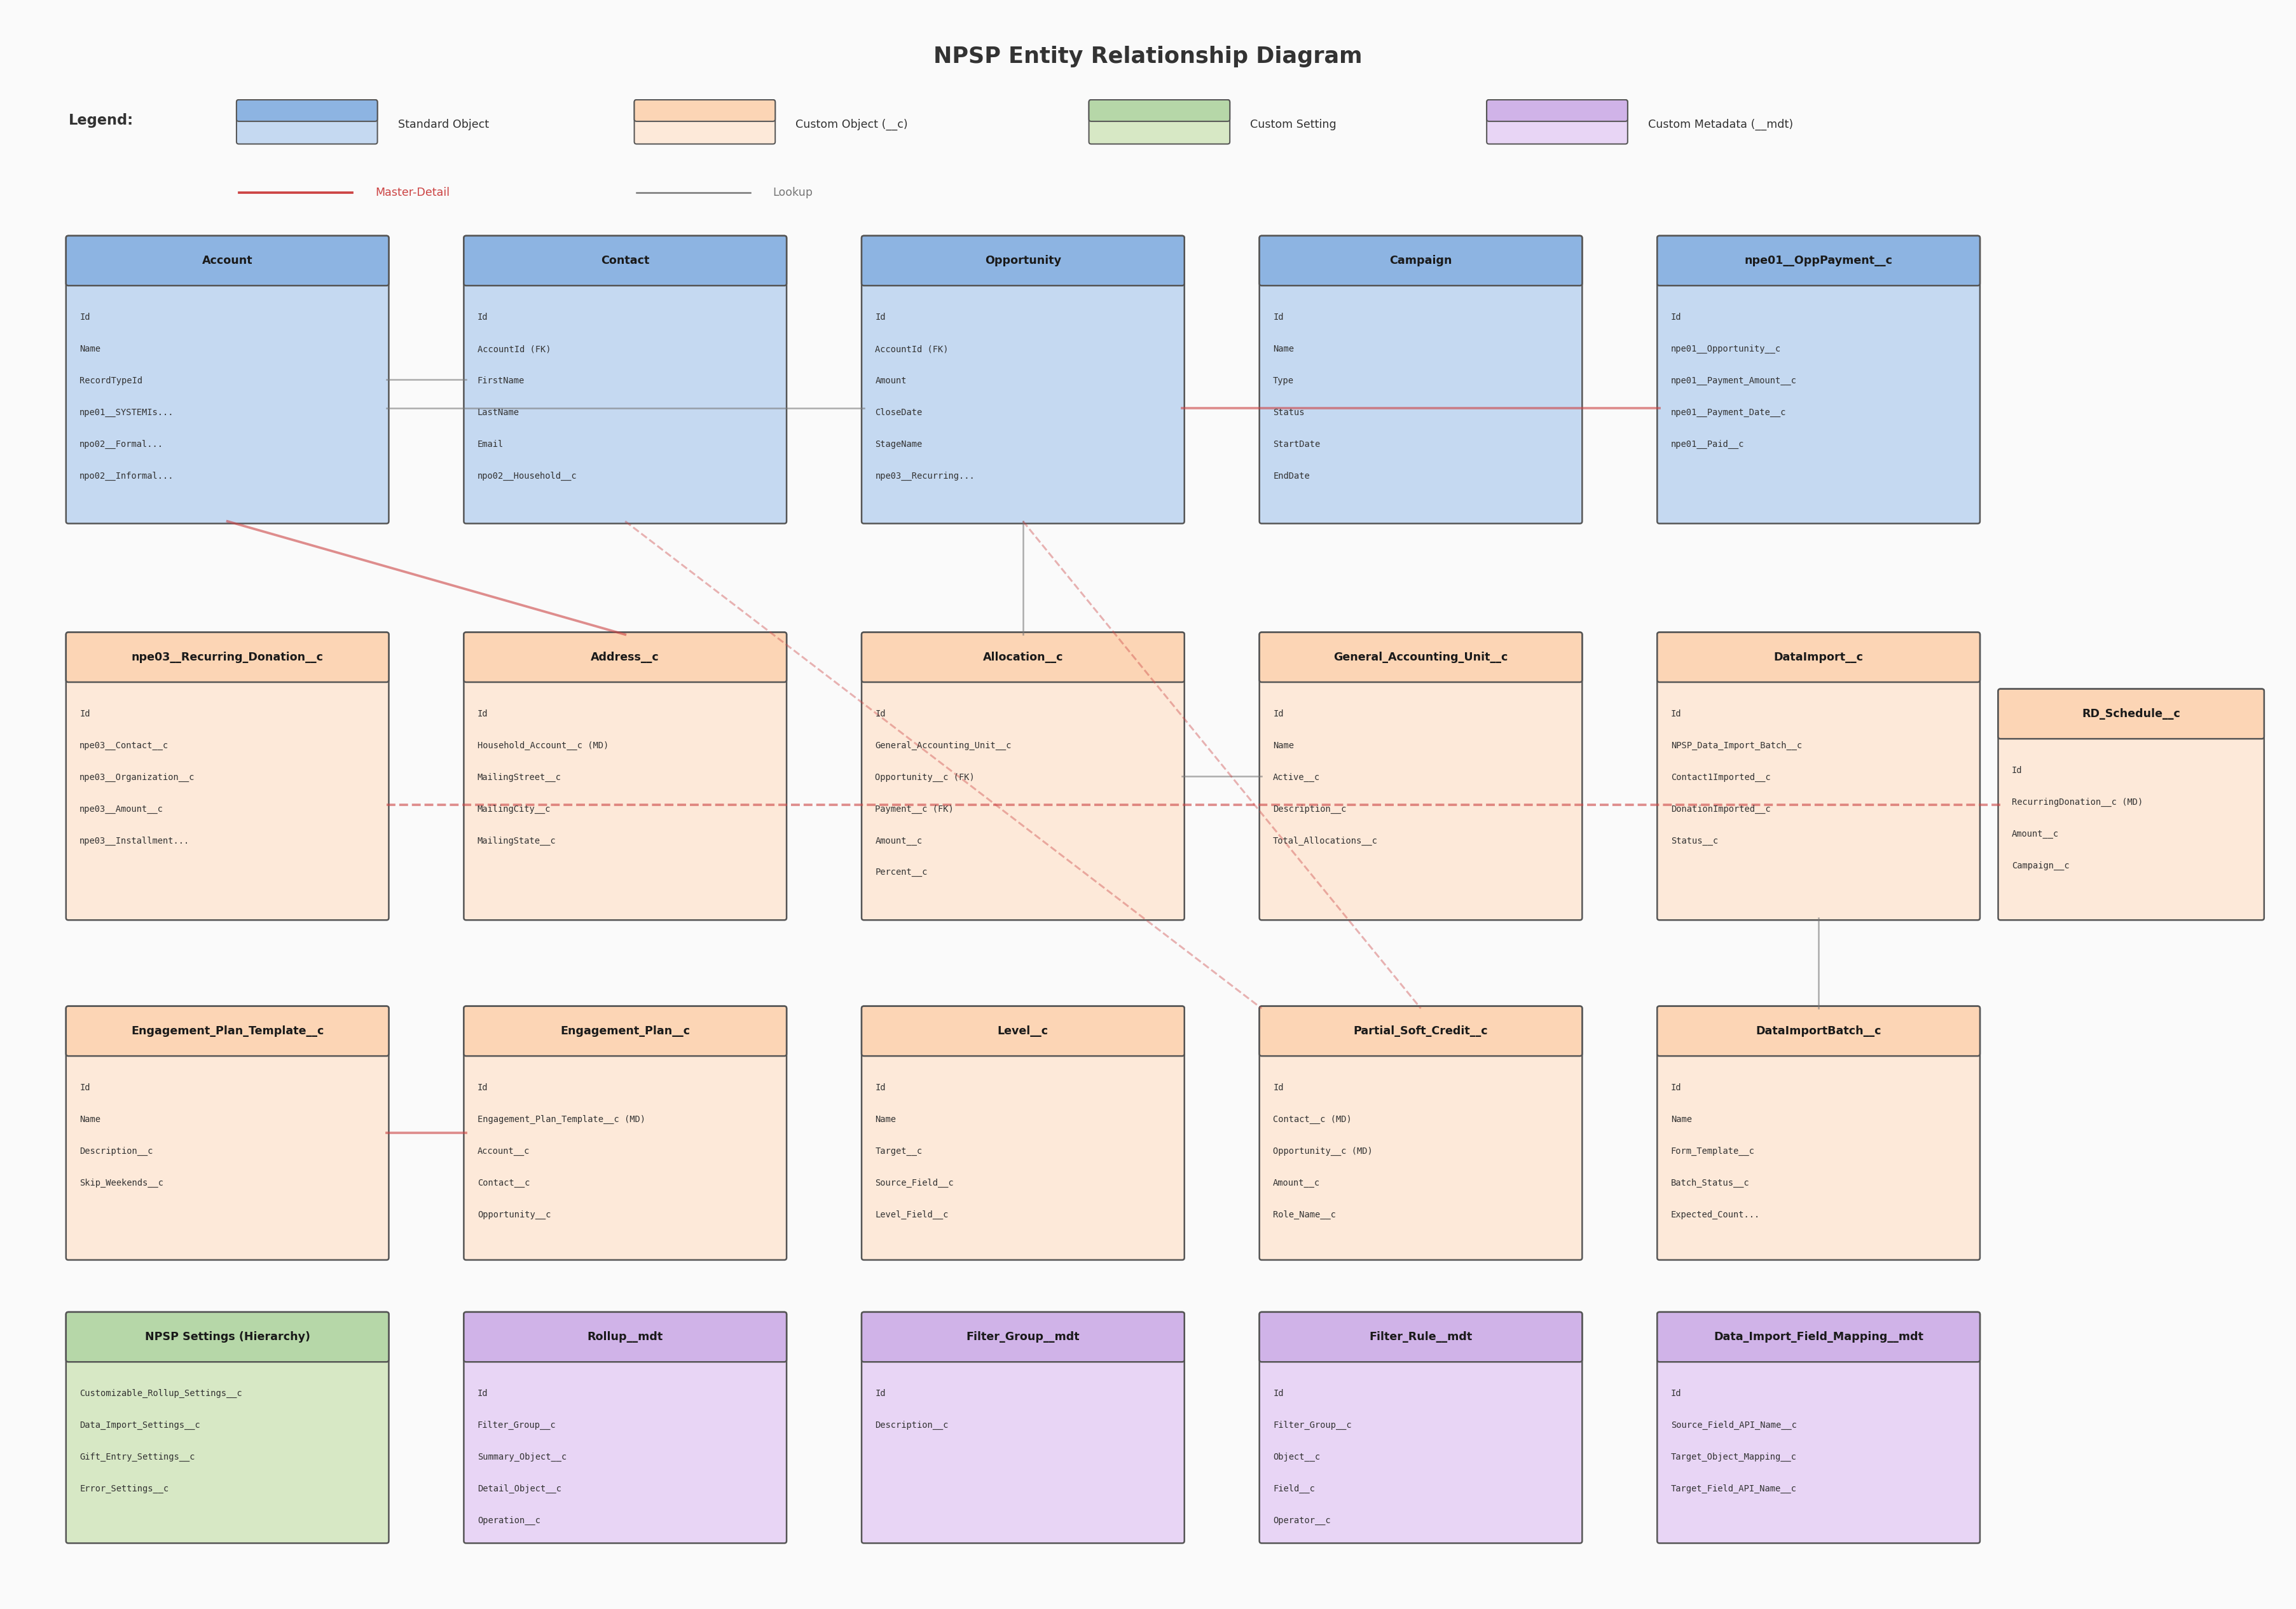 NPSP Entity Relationship Diagram
Legend:
Standard Object
Custom Object (__c)
Custom Setting
Custom Metadata (__mdt)
Master-Detail
Lookup
Account
Id
Name
RecordTypeId
npe01__SYSTEMIs...
npo02__Formal...
npo02__Informal...
Contact
Id
AccountId (FK)
FirstName
LastName
Email
npo02__Household__c
Opportunity
Id
AccountId (FK)
Amount
CloseDate
StageName
npe03__Recurring...
Campaign
Id
Name
Type
Status
StartDate
EndDate
npe01__OppPayment__c
Id
npe01__Opportunity__c
npe01__Payment_Amount__c
npe01__Payment_Date__c
npe01__Paid__c
npe03__Recurring_Donation__c
Id
npe03__Contact__c
npe03__Organization__c
npe03__Amount__c
npe03__Installment...
Address__c
Id
Household_Account__c (MD)
MailingStreet__c
MailingCity__c
MailingState__c
Allocation__c
Id
General_Accounting_Unit__c
Opportunity__c (FK)
Payment__c (FK)
Amount__c
Percent__c
General_Accounting_Unit__c
Id
Name
Active__c
Description__c
Total_Allocations__c
DataImport__c
Id
NPSP_Data_Import_Batch__c
Contact1Imported__c
DonationImported__c
Status__c
RD_Schedule__c
Id
RecurringDonation__c (MD)
Amount__c
Campaign__c
Engagement_Plan_Template__c
Id
Name
Description__c
Skip_Weekends__c
Engagement_Plan__c
Id
Engagement_Plan_Template__c (MD)
Account__c
Contact__c
Opportunity__c
Level__c
Id
Name
Target__c
Source_Field__c
Level_Field__c
Partial_Soft_Credit__c
Id
Contact__c (MD)
Opportunity__c (MD)
Amount__c
Role_Name__c
DataImportBatch__c
Id
Name
Form_Template__c
Batch_Status__c
Expected_Count...
NPSP Settings (Hierarchy)
Customizable_Rollup_Settings__c
Data_Import_Settings__c
Gift_Entry_Settings__c
Error_Settings__c
Rollup__mdt
Id
Filter_Group__c
Summary_Object__c
Detail_Object__c
Operation__c
Filter_Group__mdt
Id
Description__c
Filter_Rule__mdt
Id
Filter_Group__c
Object__c
Field__c
Operator__c
Data_Import_Field_Mapping__mdt
Id
Source_Field_API_Name__c
Target_Object_Mapping__c
Target_Field_API_Name__c